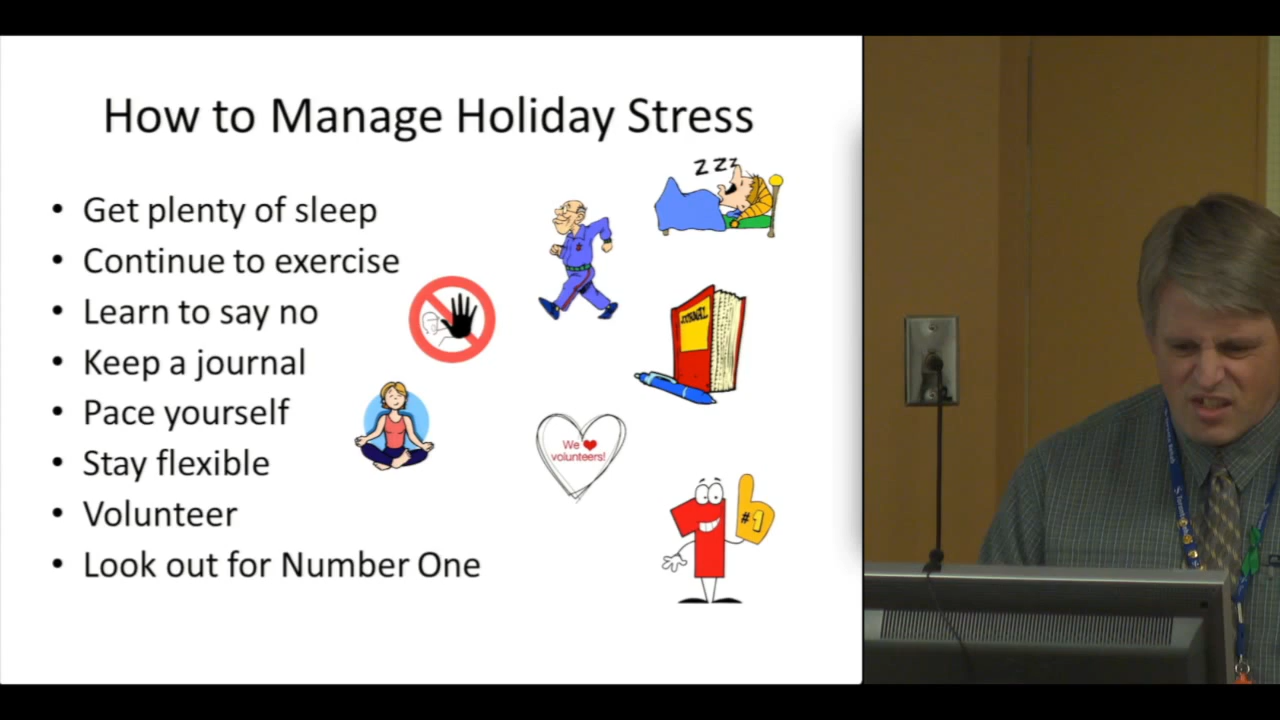 How to Manage Holiday Stress
• Get plenty of sleep
• Continue to exercise
• Learn to say no
• Keep a journal
• Pace yourself
• Stay flexible
• Volunteer
• Look out for Number One
Z Z Z Z
JOURNAL
We
volunteers!
#1